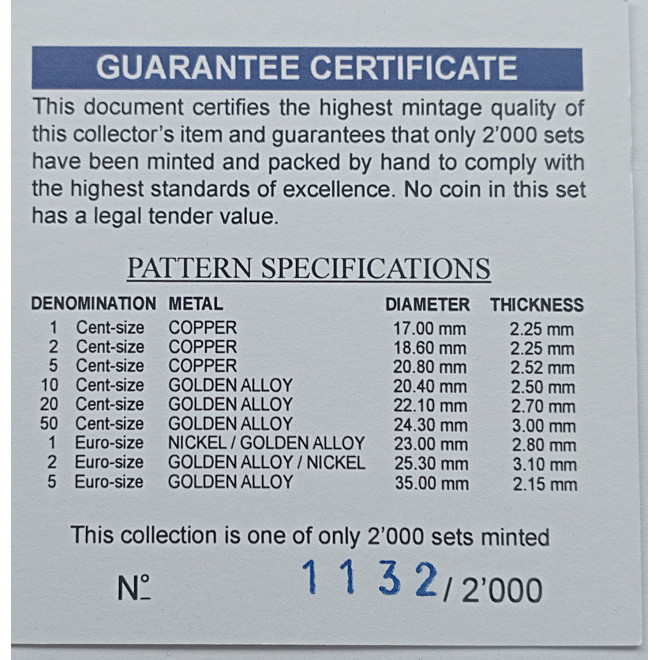 GUARANTEE CERTIFICATE
This document certifies the highest mintage quality of
this collector's item and guarantees that only 2'000 sets
have been minted and packed by hand to comply with
the highest standards of excellence. No coin in this set
has a legal tender value.
PATTERN SPECIFICATIONS
DENOMINATION METAL DIAMETER THICKNESS
1 Cent-size COPPER 17.00 mm 2.25 mm
2 Cent-size COPPER 18.60 mm 2.25 mm
5 Cent-size COPPER 20.80 mm 2.52 mm
10 Cent-size GOLDEN ALLOY 20.40 mm 2.50 mm
20 Cent-size GOLDEN ALLOY 22.10 mm 2.70 mm
50 Cent-size GOLDEN ALLOY 24.30 mm 3.00 mm
1 Euro-size NICKEL / GOLDEN ALLOY 23.00 mm 2.80 mm
2 Euro-size GOLDEN ALLOY / NICKEL 25.30 mm 3.10 mm
5 Euro-size GOLDEN ALLOY 35.00 mm 2.15 mm
This collection is one of only 2'000 sets minted
Nº 1132 / 2'000